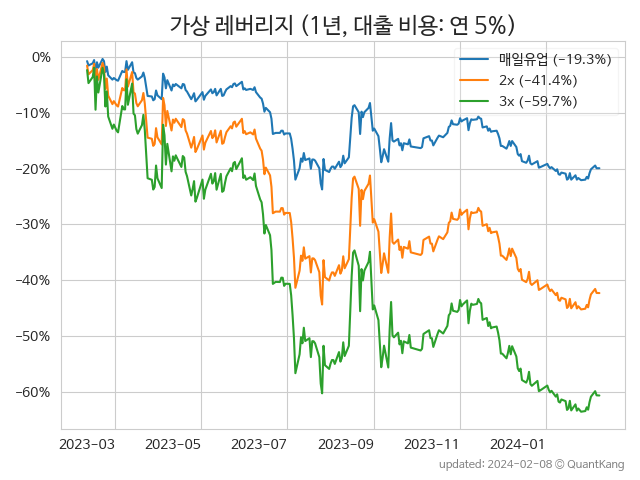 가상 레버리지 (1년, 대출 비용: 연 5%)
매일유업 (−19.3%)
2x (−41.4%)
3x (−59.7%)
0%
−10%
−20%
−30%
−40%
−50%
−60%
2023-03 2023-05 2023-07 2023-09 2023-11 2024-01
updated: 2024-02-08 © QuantKang